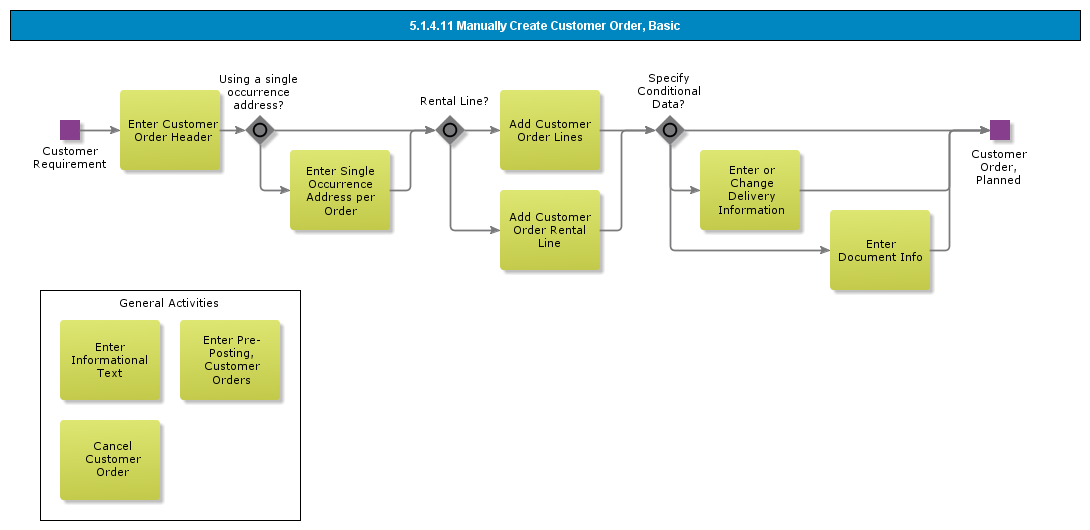 5.1.4.11 Manually Create Customer Order, Basic
Using a single
occurrence
address?
Rental Line?
Specify
Conditional
Data?
Customer
Requirement
Enter Customer
Order Header
Enter Single
Occurrence
Address per
Order
Add Customer
Order Lines
Add Customer
Order Rental
Line
Enter or
Change
Delivery
Information
Enter
Document Info
Customer
Order,
Planned
General Activities
Enter
Informational
Text
Enter Pre-
Posting,
Customer
Orders
Cancel
Customer
Order